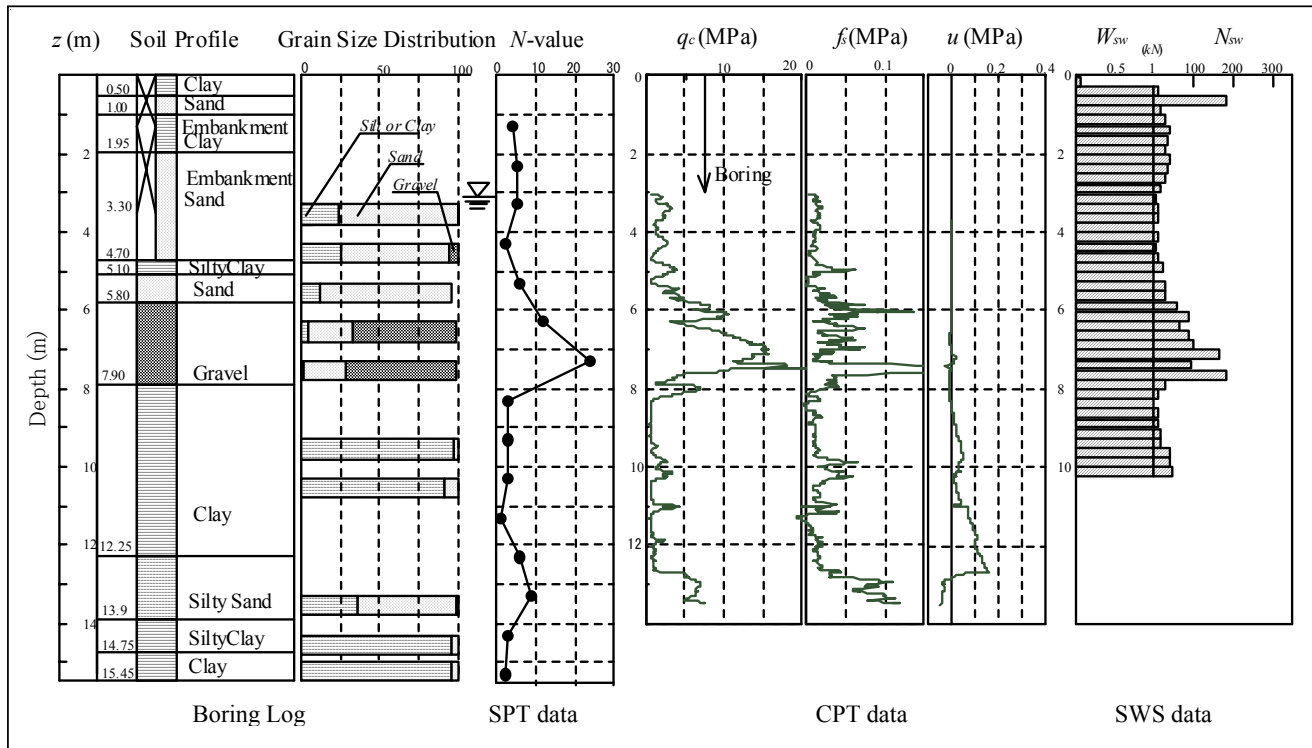 z (m) Soil Profile Grain Size Distribution N-value qc (MPa) fs (MPa) u (MPa) Wsw (kN) Nsw
0 50 100 0 10 20 30 0 20 0 0.1 0 0.2 0.4 0.5 1 100 200 300
0.50 Clay
1.00 Sand
Embankment
1.95 Clay
Silt or Clay
Sand
Gravel
Boring
Embankment
Sand
3.30
4.70
5.10 SiltyClay
5.80 Sand
Gravel
7.90
Clay
12.25
Silty Sand
13.9
SiltyClay
14.75
Clay
15.45
Depth (m)
2
4
6
8
10
12
14
0
2
4
6
8
10
12
0
2
4
6
8
10
Boring Log SPT data CPT data SWS data